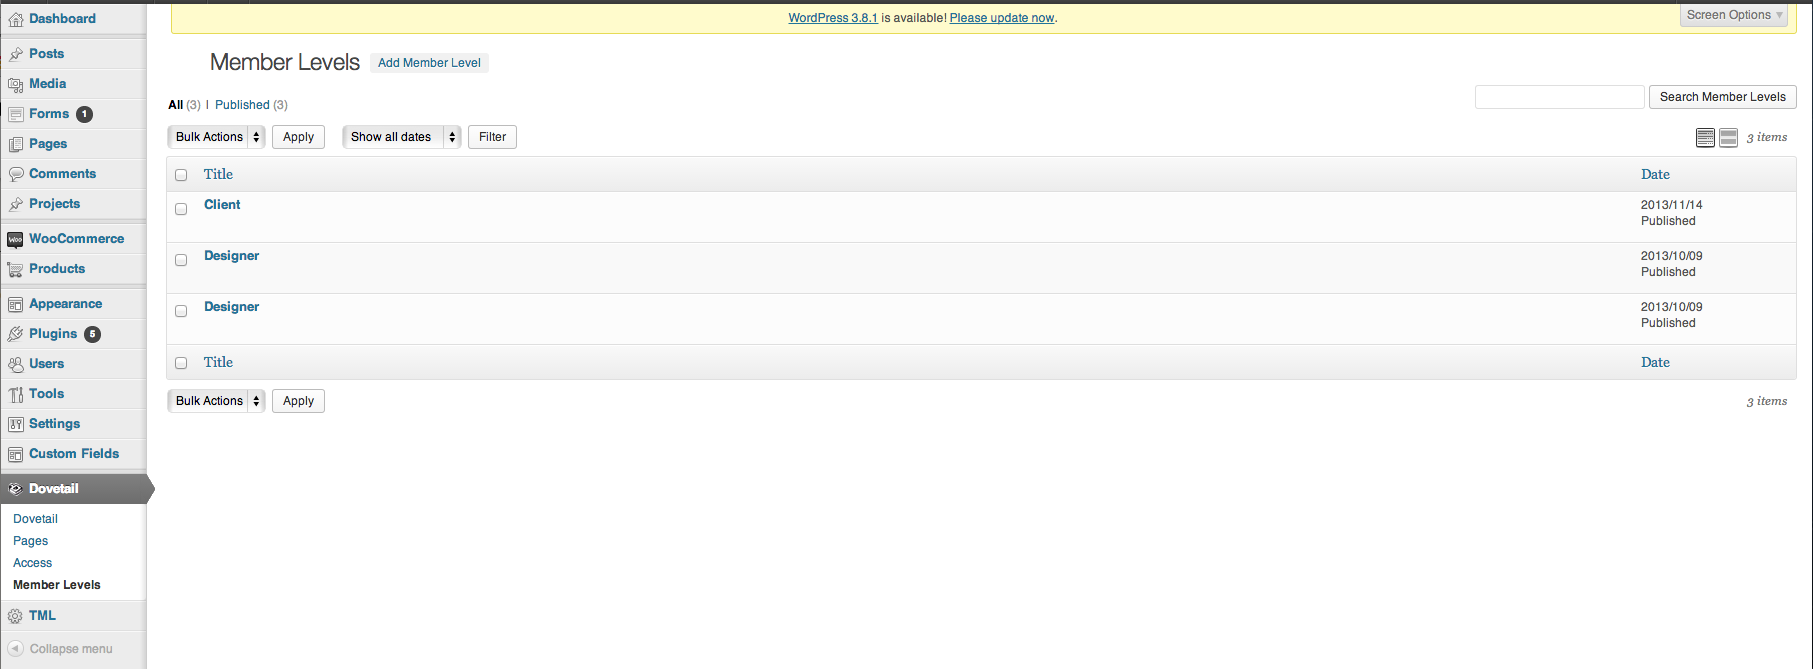 WordPress 3.8.1 is available! Please update now.
Screen Options
Dashboard
Posts
Media
Forms 1
Pages
Comments
Projects
Woo WooCommerce
Products
Appearance
Plugins 5
Users
Tools
Settings
Custom Fields
Dovetail
Dovetail
Pages
Access
Member Levels
TML
Collapse menu
Member Levels Add Member Level
All (3) | Published (3)
Search Member Levels
Bulk Actions Apply Show all dates Filter 3 items
Title Date
Client 2013/11/14
Published
Designer 2013/10/09
Published
Designer 2013/10/09
Published
Title Date
Bulk Actions Apply 3 items